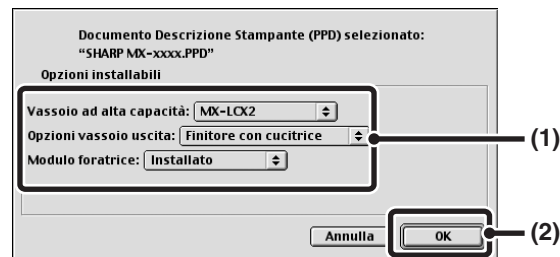 Documento Descrizione Stampante (PPD) selezionato:
“SHARP MX-xxxx.PPD”
Opzioni installabili
Vassoio ad alta capacità: MX-LCX2
Opzioni vassoio uscita: Finitore con cucitrice
(1)
Modulo foratrice: Installato
Annulla OK
(2)